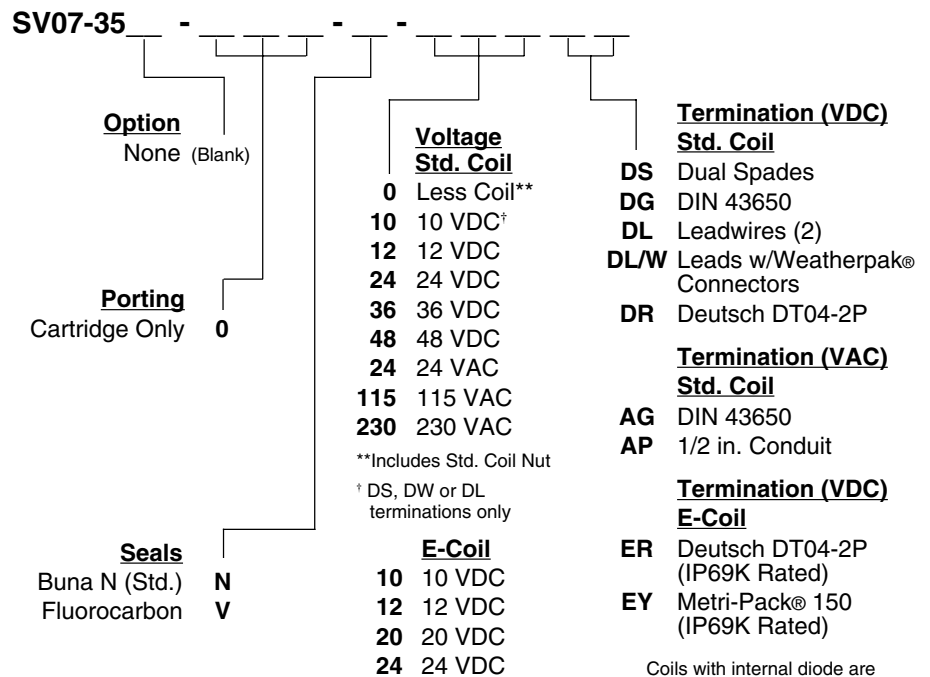 SV07-35__ - __ __ __ - __ - __ __ __ __ __
Option
None (Blank)
Porting
Cartridge Only 0
Seals
Buna N (Std.) N
Fluorocarbon V
Voltage
Std. Coil
0 Less Coil**
10 10 VDC†
12 12 VDC
24 24 VDC
36 36 VDC
48 48 VDC
24 24 VAC
115 115 VAC
230 230 VAC
**Includes Std. Coil Nut
† DS, DW or DL
terminations only
E-Coil
10 10 VDC
12 12 VDC
20 20 VDC
24 24 VDC
Termination (VDC)
Std. Coil
DS Dual Spades
DG DIN 43650
DL Leadwires (2)
DL/W Leads w/Weatherpak®
Connectors
DR Deutsch DT04-2P
Termination (VAC)
Std. Coil
AG DIN 43650
AP 1/2 in. Conduit
Termination (VDC)
E-Coil
ER Deutsch DT04-2P
(IP69K Rated)
EY Metri-Pack® 150
(IP69K Rated)
Coils with internal diode are